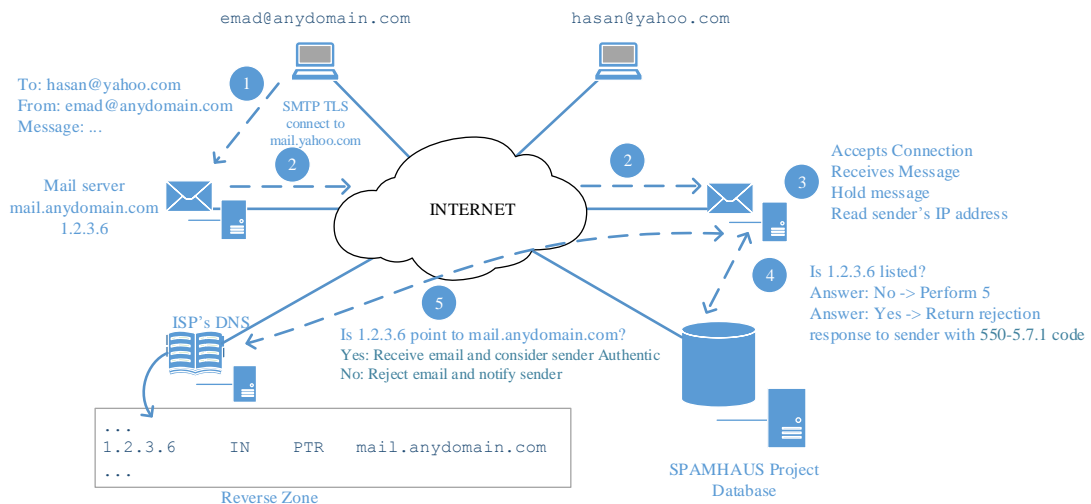 emad@anydomain.com
hasan@yahoo.com
1
To: hasan@yahoo.com
From: emad@anydomain.com
Message: ...
SMTP TLS
connect to
mail.yahoo.com
2
2
Mail server
mail.anydomain.com
1.2.3.6
INTERNET
3
Accepts Connection
Receives Message
Hold message
Read sender's IP address
4
Is 1.2.3.6 listed?
Answer: No -> Perform 5
Answer: Yes -> Return rejection
response to sender with 550-5.7.1 code
5
ISP's DNS
Is 1.2.3.6 point to mail.anydomain.com?
Yes: Receive email and consider sender Authentic
No: Reject email and notify sender
...
1.2.3.6 IN PTR mail.anydomain.com
...
Reverse Zone
SPAMHAUS Project
Database